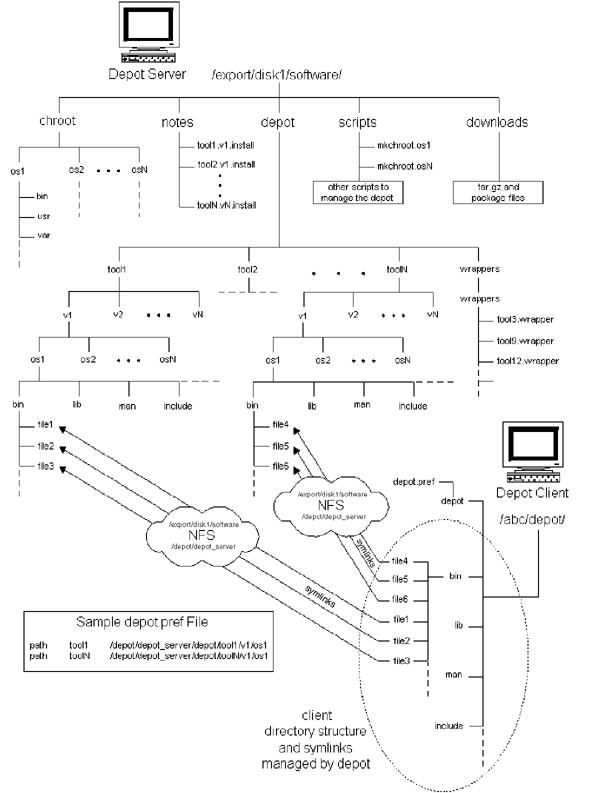 Depot Server /export/disk1/software/
chroot notes depot scripts downloads
tool1.v1.install mkchroot.os1
os1 os2 osN tool2.v1.install mkchroot.osN
bin other scripts to tar.gz and
usr toolN.vN.install manage the depot package files
var
tool1 tool2 toolN wrappers
wrappers
v1 v2 vN v1 v2 vN tool3.wrapper
tool9.wrapper
os1 os2 osN os1 os2 osN tool12.wrapper
bin lib man include bin lib man include
file1 file4
file2 file5
file3 file6
Depot Client
depot.pref
depot
/abc/depot/
/export/disk1/software
NFS
/depot/depot_server
/export/disk1/software
NFS
/depot/depot_server
symlinks
file4
file5 bin
file6
symlinks
file1
file2 lib
file3
man
include
Sample depot pref File
path tool1 /depot/depot_server/depot/tool1/v1/os1
path toolN /depot/depot_server/depot/toolN/v1/os1
client
directory structure
and symlinks
managed by depot